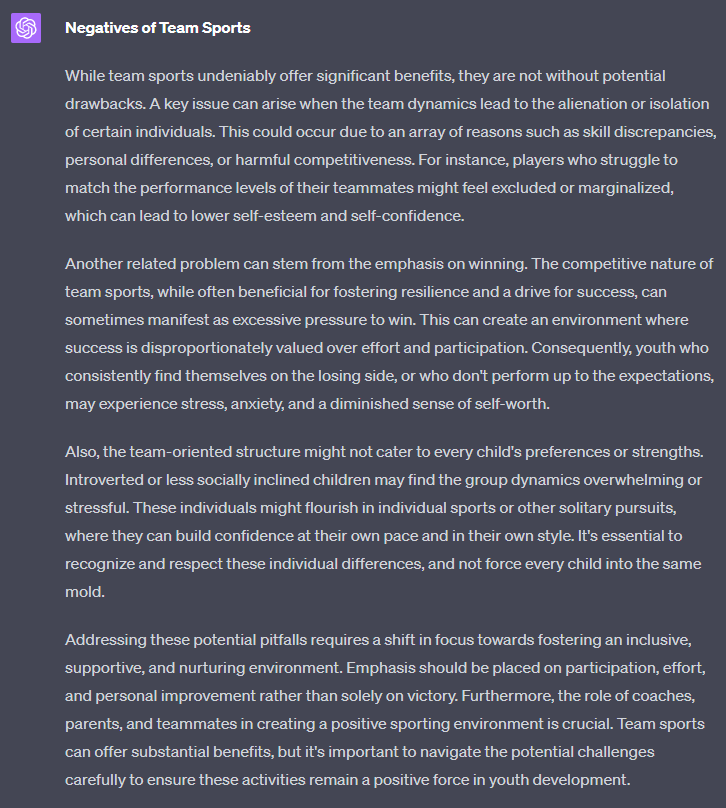 Negatives of Team Sports
While team sports undeniably offer significant benefits, they are not without potential
drawbacks. A key issue can arise when the team dynamics lead to the alienation or isolation
of certain individuals. This could occur due to an array of reasons such as skill discrepancies,
personal differences, or harmful competitiveness. For instance, players who struggle to
match the performance levels of their teammates might feel excluded or marginalized,
which can lead to lower self-esteem and self-confidence.
Another related problem can stem from the emphasis on winning. The competitive nature of
team sports, while often beneficial for fostering resilience and a drive for success, can
sometimes manifest as excessive pressure to win. This can create an environment where
success is disproportionately valued over effort and participation. Consequently, youth who
consistently find themselves on the losing side, or who don't perform up to the expectations,
may experience stress, anxiety, and a diminished sense of self-worth.
Also, the team-oriented structure might not cater to every child's preferences or strengths.
Introverted or less socially inclined children may find the group dynamics overwhelming or
stressful. These individuals might flourish in individual sports or other solitary pursuits,
where they can build confidence at their own pace and in their own style. It's essential to
recognize and respect these individual differences, and not force every child into the same
mold.
Addressing these potential pitfalls requires a shift in focus towards fostering an inclusive,
supportive, and nurturing environment. Emphasis should be placed on participation, effort,
and personal improvement rather than solely on victory. Furthermore, the role of coaches,
parents, and teammates in creating a positive sporting environment is crucial. Team sports
can offer substantial benefits, but it's important to navigate the potential challenges
carefully to ensure these activities remain a positive force in youth development.